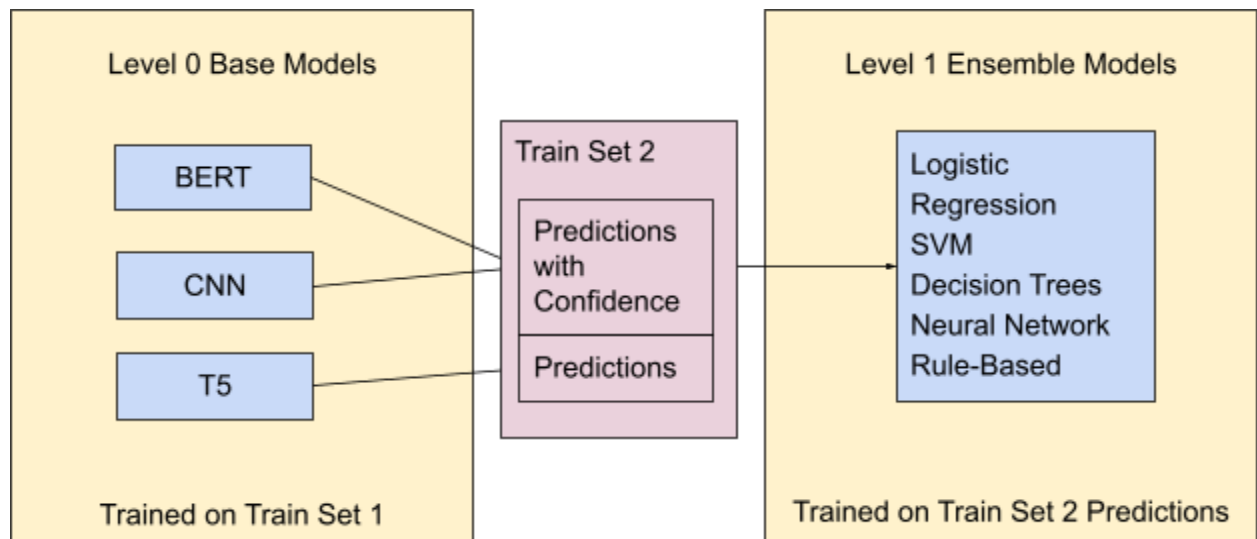 Level 0 Base Models
BERT
CNN
T5
Trained on Train Set 1
Train Set 2
Predictions
with
Confidence
Predictions
Level 1 Ensemble Models
Logistic
Regression
SVM
Decision Trees
Neural Network
Rule-Based
Trained on Train Set 2 Predictions